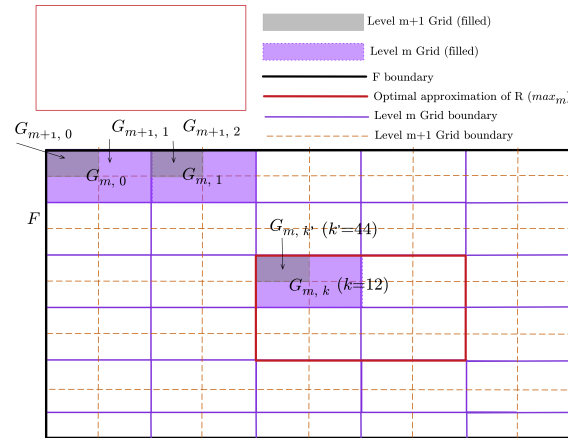 Level m+1 Grid (filled)
Level m Grid (filled)
F boundary
Optimal approximation of R (max_m)
Level m Grid boundary
Level m+1 Grid boundary
G_{m+1, 0}
G_{m+1, 1}
G_{m+1, 2}
G_{m, 0}
G_{m, 1}
F
G_{m, k'} (k'=44)
G_{m, k} (k=12)